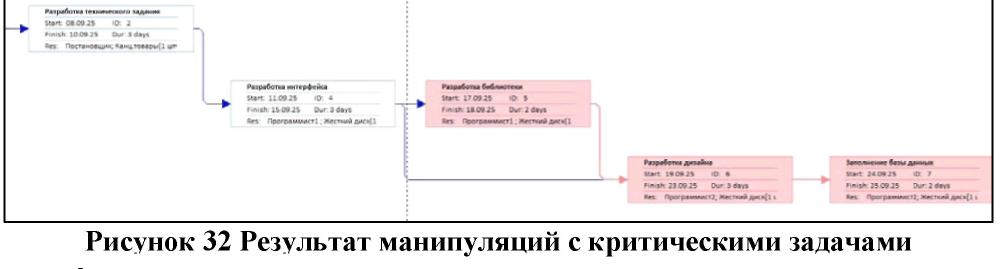 Разработка технического задания
Start: 08.09.25 ID: 2
Finish: 10.09.25 Dur: 3 days
Res: Постановщик; Канц.товары[1 шт
Разработка интерфейса
Start: 11.09.25 ID: 4
Finish: 15.09.25 Dur: 3 days
Res: Программист1; Жесткий диск[1
Разработка библиотеки
Start: 17.09.25 ID: 5
Finish: 18.09.25 Dur: 2 days
Res: Программист1; Жесткий диск[1
Разработка дизайна
Start: 19.09.25 ID: 6
Finish: 23.09.25 Dur: 3 days
Res: Программист2; Жесткий диск[1
Заполнение базы данных
Start: 24.09.25 ID: 7
Finish: 25.09.25 Dur: 2 days
Res: Программист2; Жесткий диск[1
Рисунок 32 Результат манипуляций с критическими задачами